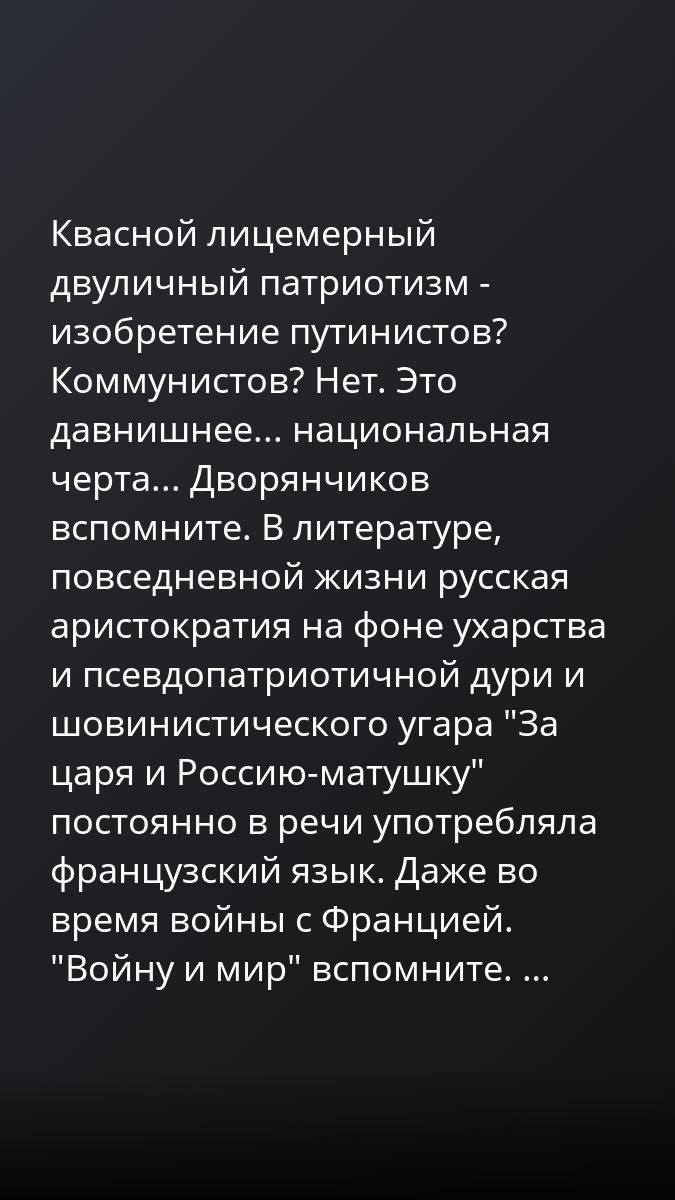 Квасной лицемерный
двуличный патриотизм -
изобретение путинистов?
Коммунистов? Нет. Это
давнишнее... национальная
черта... Дворянчиков
вспомните. В литературе,
повседневной жизни русская
аристократия на фоне ухарства
и псевдопатриотичной дури и
шовинистического угара "За
царя и Россию-матушку"
постоянно в речи употребляла
французский язык. Даже во
время войны с Францией.
"Войну и мир" вспомните. ...